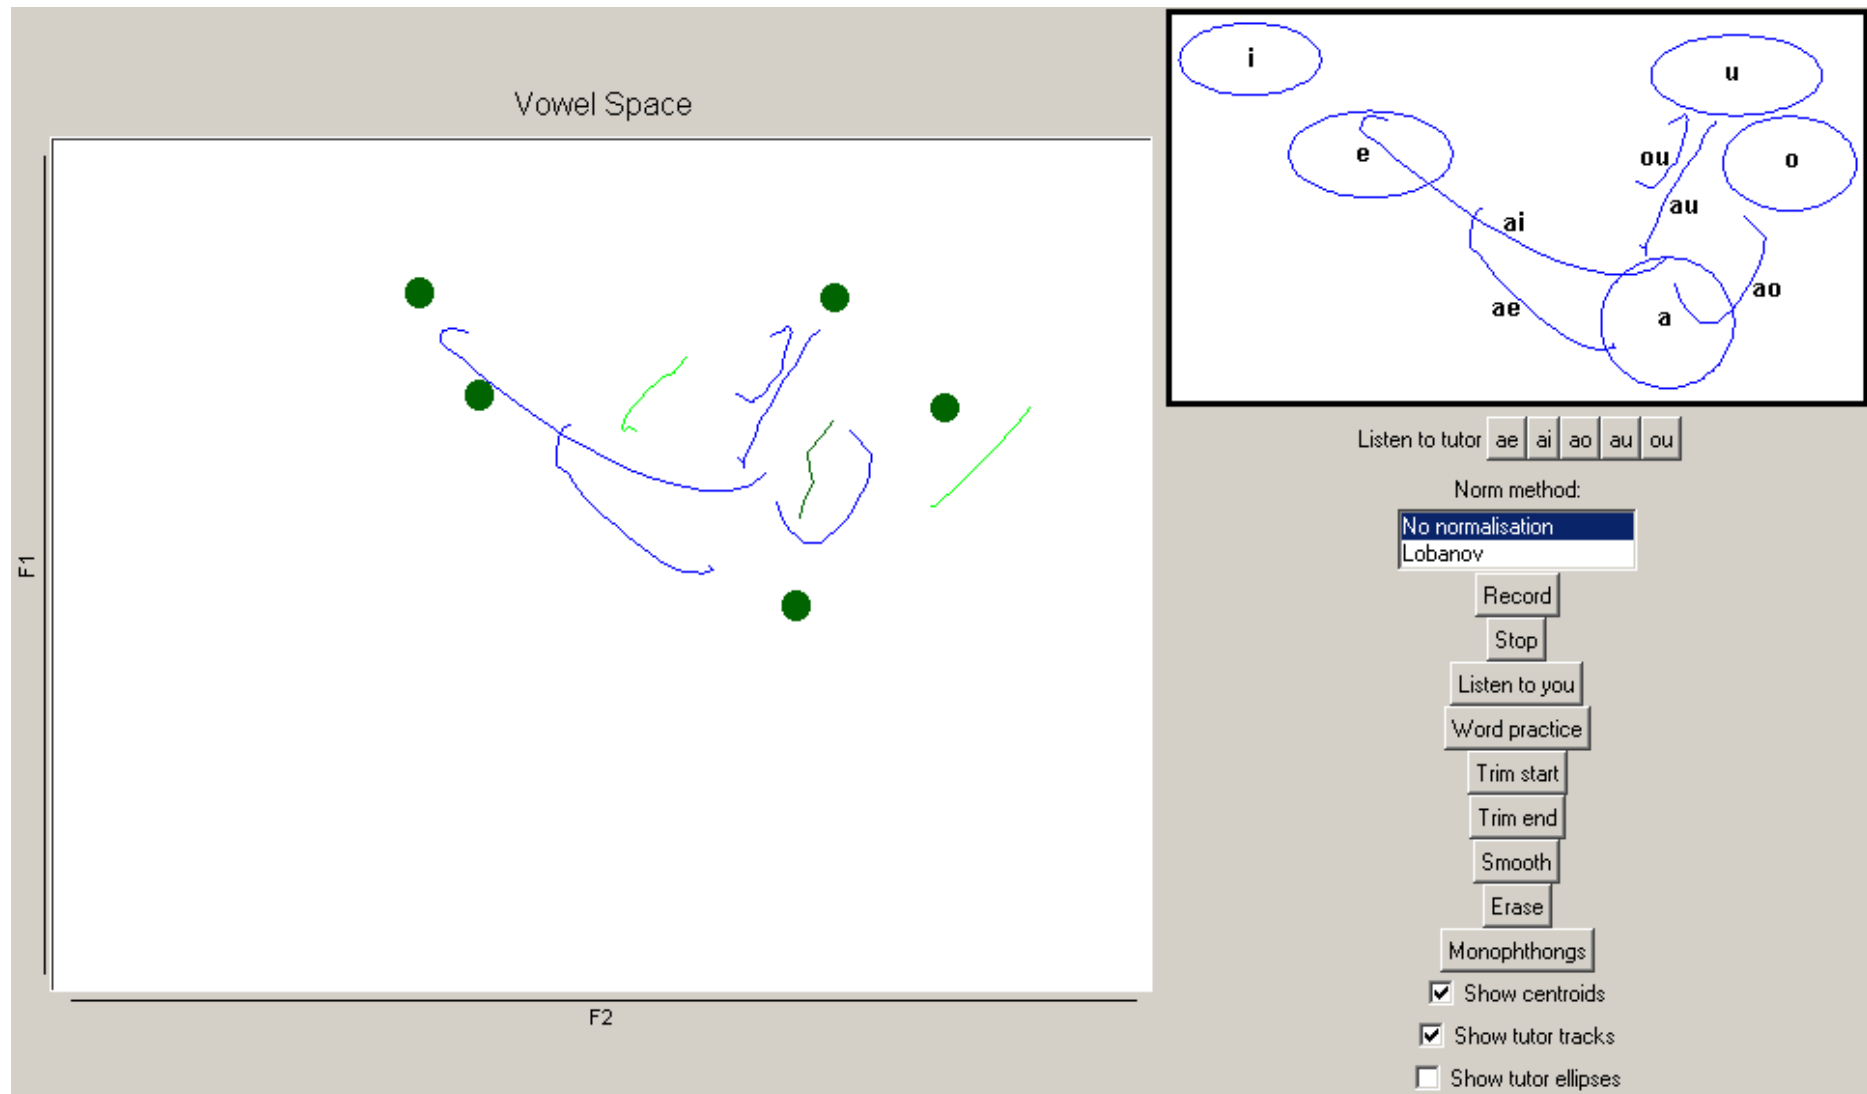 Vowel Space
F1
F2
i
u
e
ou
o
au
ai
ao
ae
a
Listen to tutor ae ai ao au ou
Norm method:
No normalisation
Lobanov
Record
Stop
Listen to you
Word practice
Trim start
Trim end
Smooth
Erase
Monophthongs
Show centroids
Show tutor tracks
Show tutor ellipses